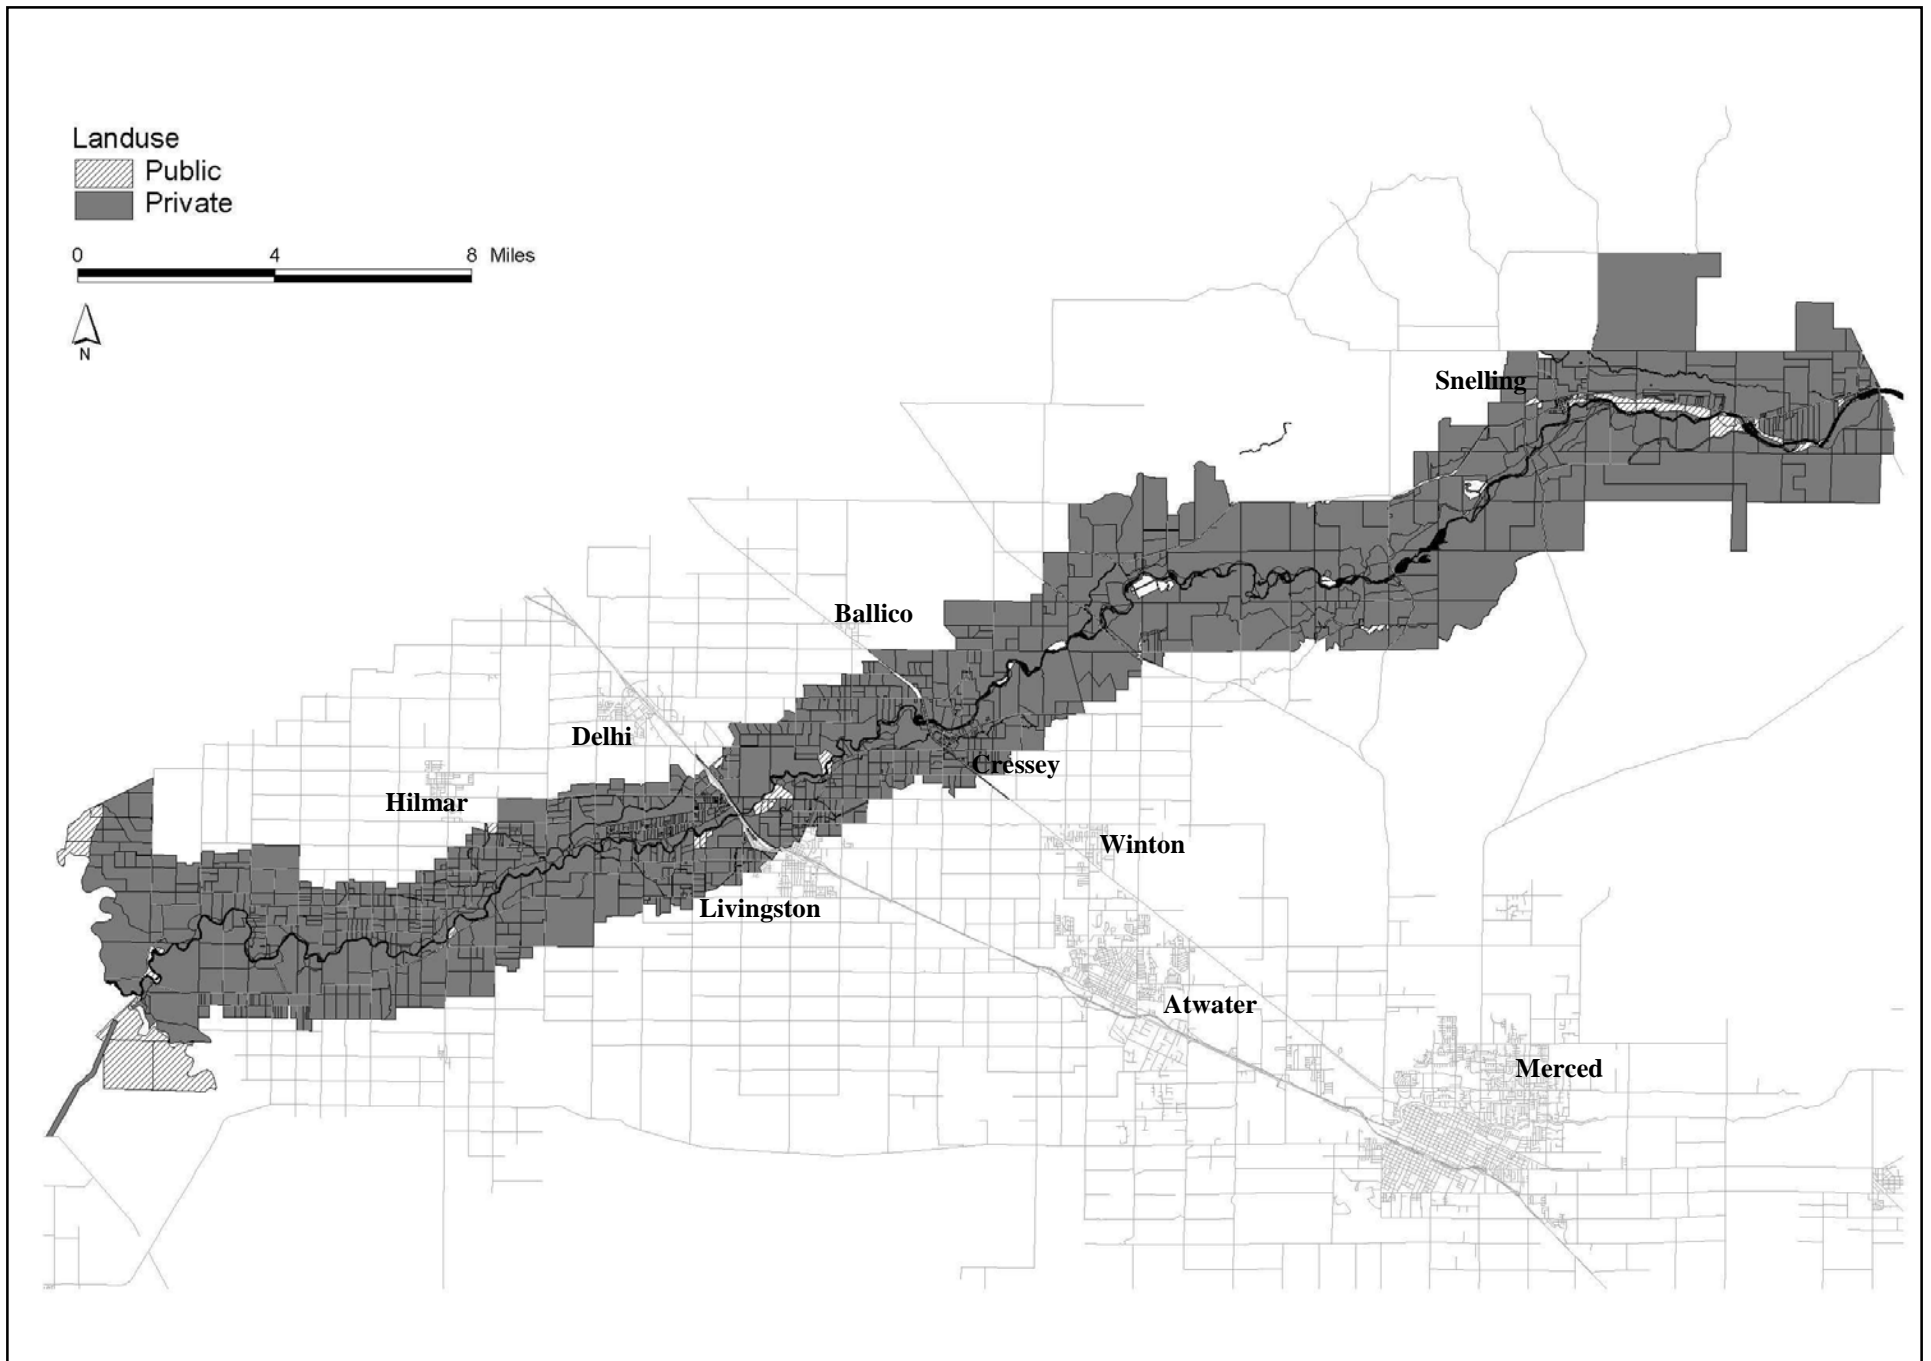 Landuse
Public
Private
0 4 8 Miles
N
Snelling
Ballico
Delhi
Cressey
Hilmar
Winton
Livingston
Atwater
Merced